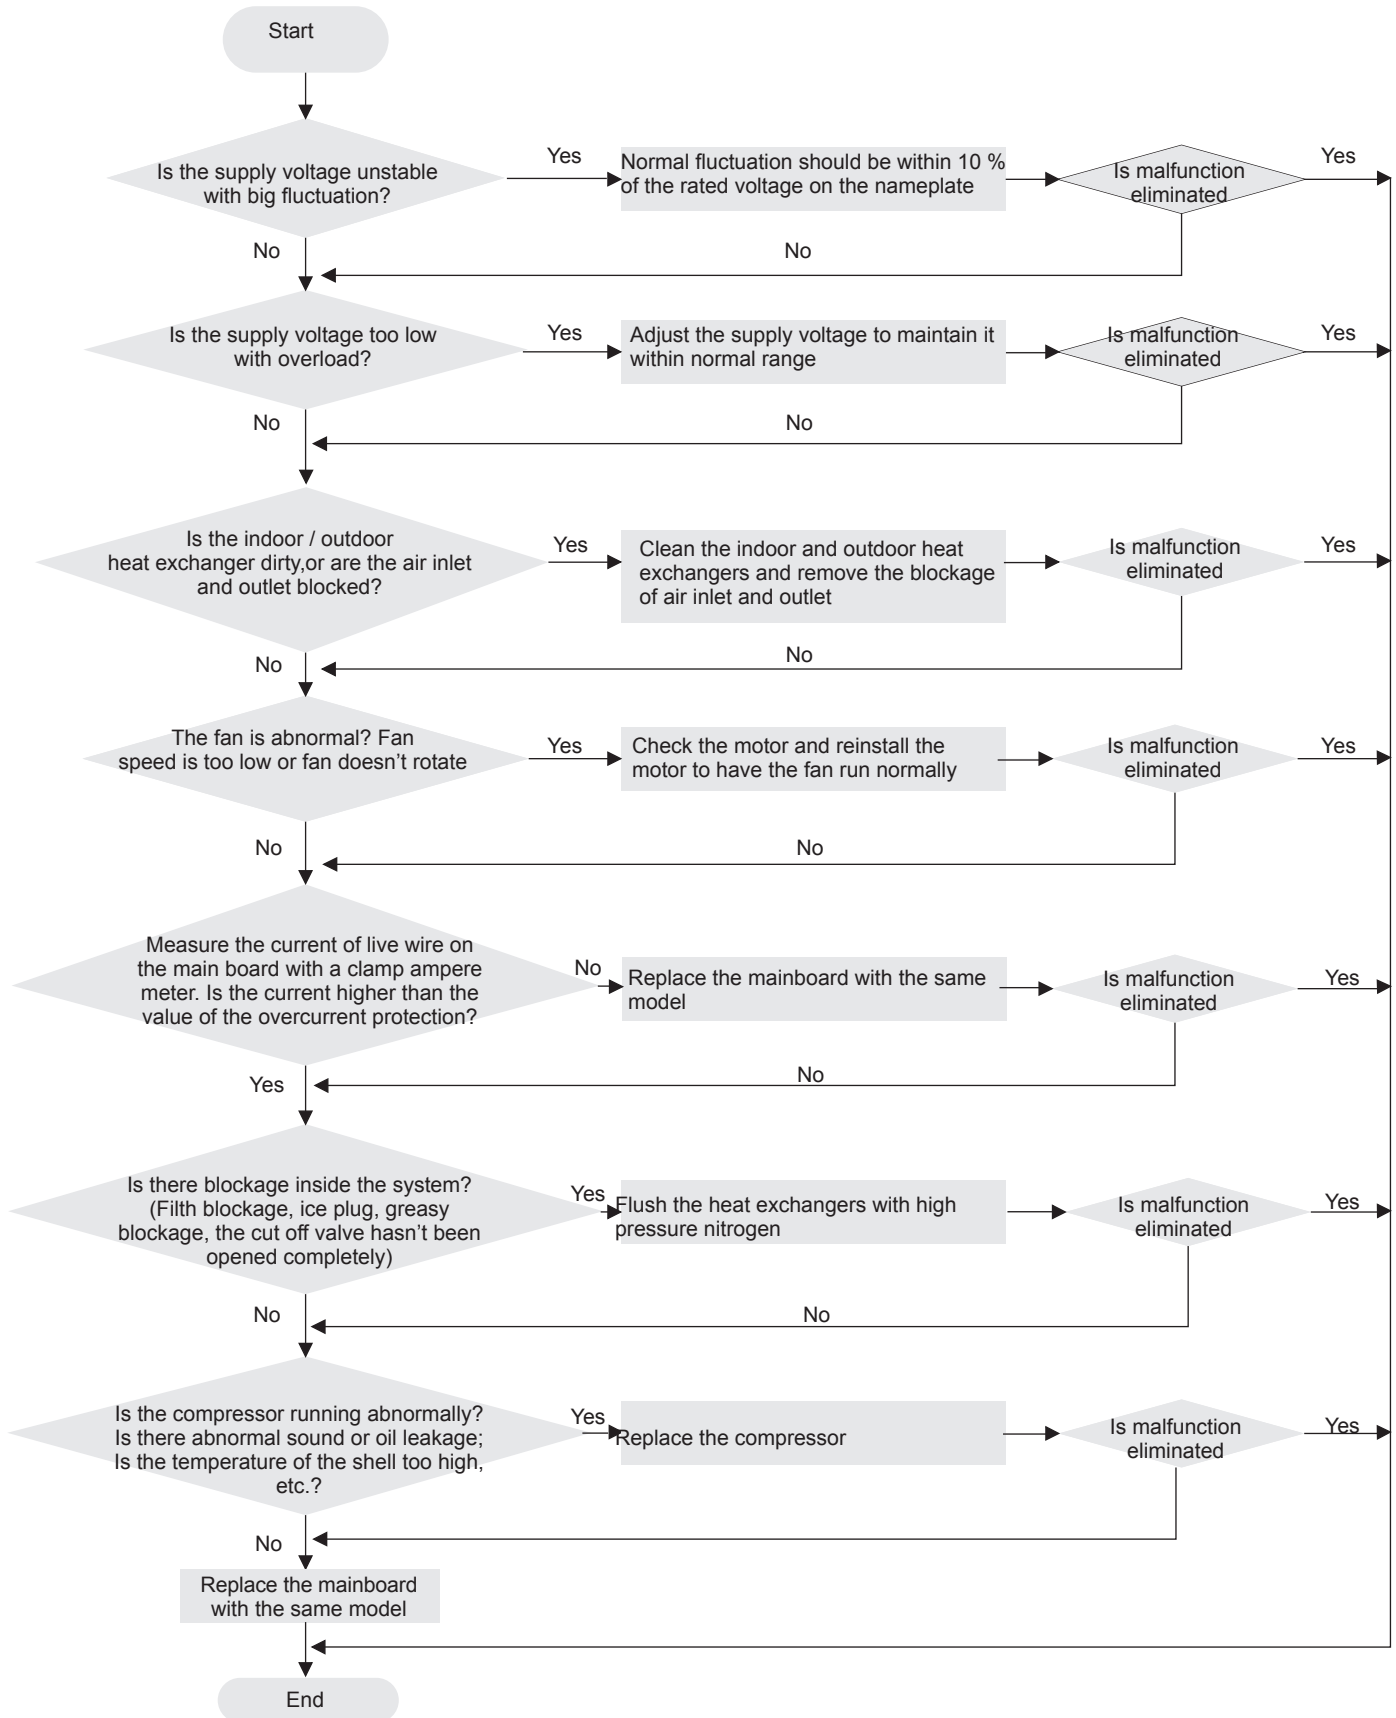 Start
Is the supply voltage unstable
with big fluctuation?
Yes
Normal fluctuation should be within 10 %
of the rated voltage on the nameplate
Is malfunction
eliminated
Yes
No
No
Is the supply voltage too low
with overload?
Yes
Adjust the supply voltage to maintain it
within normal range
Is malfunction
eliminated
Yes
No
No
Is the indoor / outdoor
heat exchanger dirty,or are the air inlet
and outlet blocked?
Yes
Clean the indoor and outdoor heat
exchangers and remove the blockage
of air inlet and outlet
Is malfunction
eliminated
Yes
No
No
The fan is abnormal? Fan
speed is too low or fan doesn’t rotate
Yes
Check the motor and reinstall the
motor to have the fan run normally
Is malfunction
eliminated
Yes
No
No
Measure the current of live wire on
the main board with a clamp ampere
meter. Is the current higher than the
value of the overcurrent protection?
No
Replace the mainboard with the same
model
Is malfunction
eliminated
Yes
Yes
No
Is there blockage inside the system?
(Filth blockage, ice plug, greasy
blockage, the cut off valve hasn’t been
opened completely)
Yes
Flush the heat exchangers with high
pressure nitrogen
Is malfunction
eliminated
Yes
No
No
Is the compressor running abnormally?
Is there abnormal sound or oil leakage;
Is the temperature of the shell too high,
etc.?
Yes
Replace the compressor
Is malfunction
eliminated
Yes
No
Replace the mainboard
with the same model
End